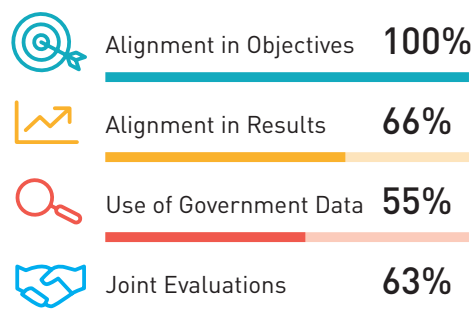 Alignment in Objectives 100%
Alignment in Results 66%
Use of Government Data 55%
Joint Evaluations 63%